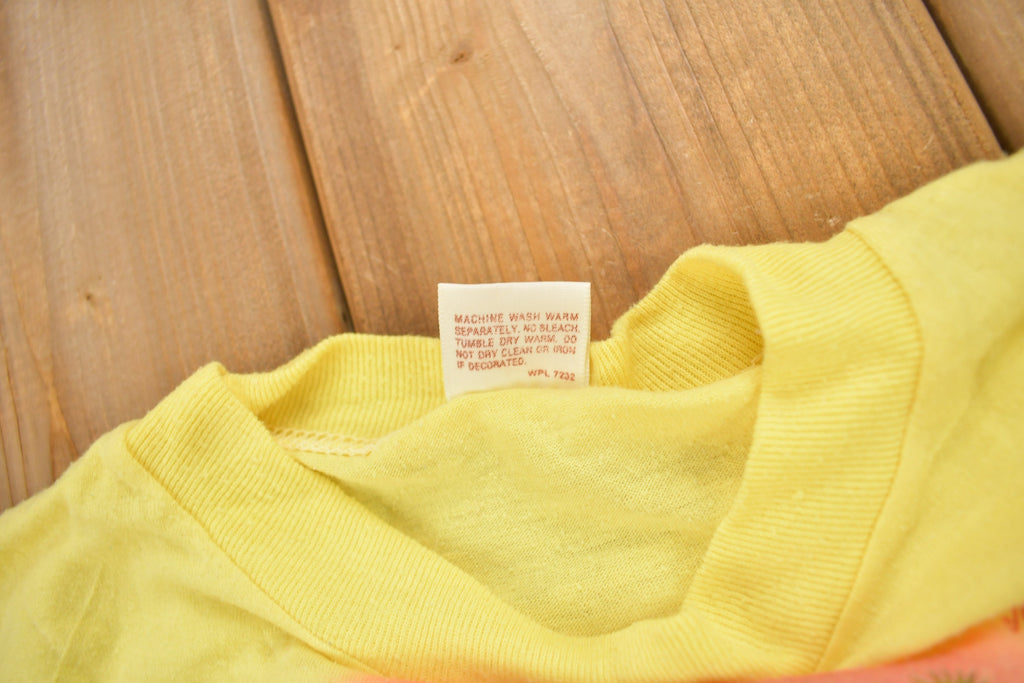 MACHINE WASH WARM
SEPARATELY. NO BLEACH.
TUMBLE DRY WARM. DO
NOT DRY CLEAN OR IRON
IF DECORATED.
WPL 7232